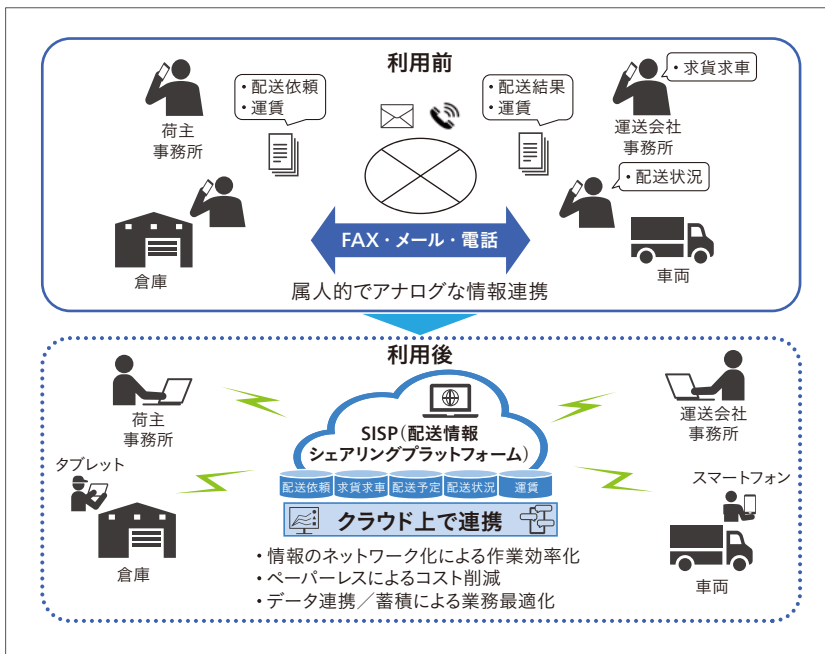 利用前
荷主
事務所
・配送依頼
・運賃
・配送結果
・運賃
運送会社
事務所
・求貨求車
・配送状況
倉庫
FAX・メール・電話
車両
属人的でアナログな情報連携
利用後
荷主
事務所
SISP(配送情報
シェアリングプラットフォーム)
運送会社
事務所
タブレット
スマートフォン
配送依頼
求貨求車
配送予定
配送状況
運賃
クラウド上で連携
倉庫
車両
・情報のネットワーク化による作業効率化
・ペーパーレスによるコスト削減
・データ連携／蓄積による業務最適化